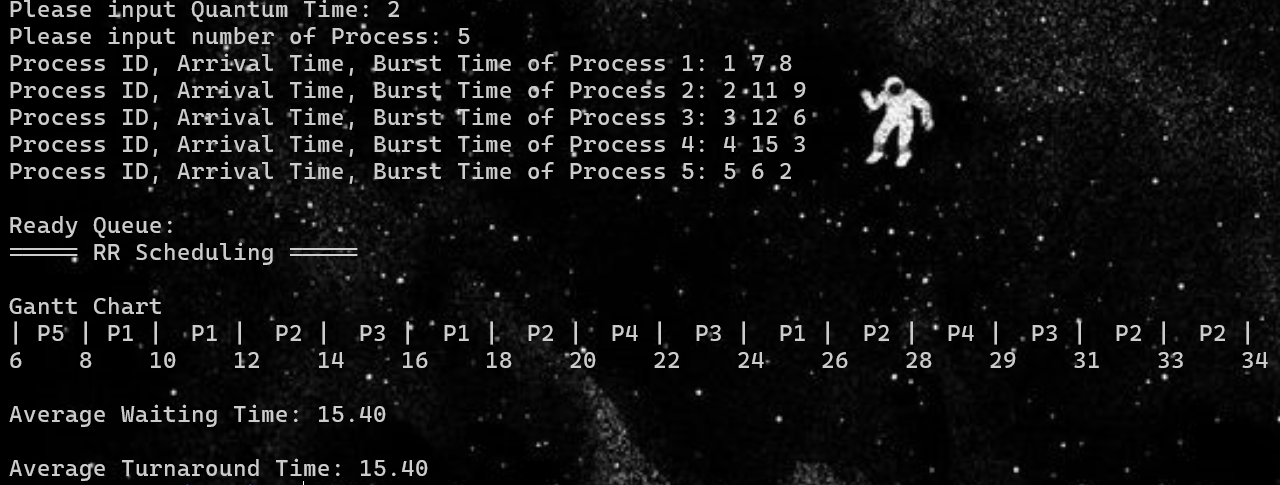 Please input Quantum Time: 2
Please input number of Process: 5
Process ID, Arrival Time, Burst Time of Process 1: 1 7 8
Process ID, Arrival Time, Burst Time of Process 2: 2 11 9
Process ID, Arrival Time, Burst Time of Process 3: 3 12 6
Process ID, Arrival Time, Burst Time of Process 4: 4 15 3
Process ID, Arrival Time, Burst Time of Process 5: 5 6 2
Ready Queue:
===== RR Scheduling =====
Gantt Chart
| P5 | P1 | P1 | P2 | P3 | P1 | P2 | P4 | P3 | P1 | P2 | P4 | P3 | P2 | P2 |
6 8 10 12 14 16 18 20 22 24 26 28 29 31 33 34
Average Waiting Time: 15.40
Average Turnaround Time: 15.40